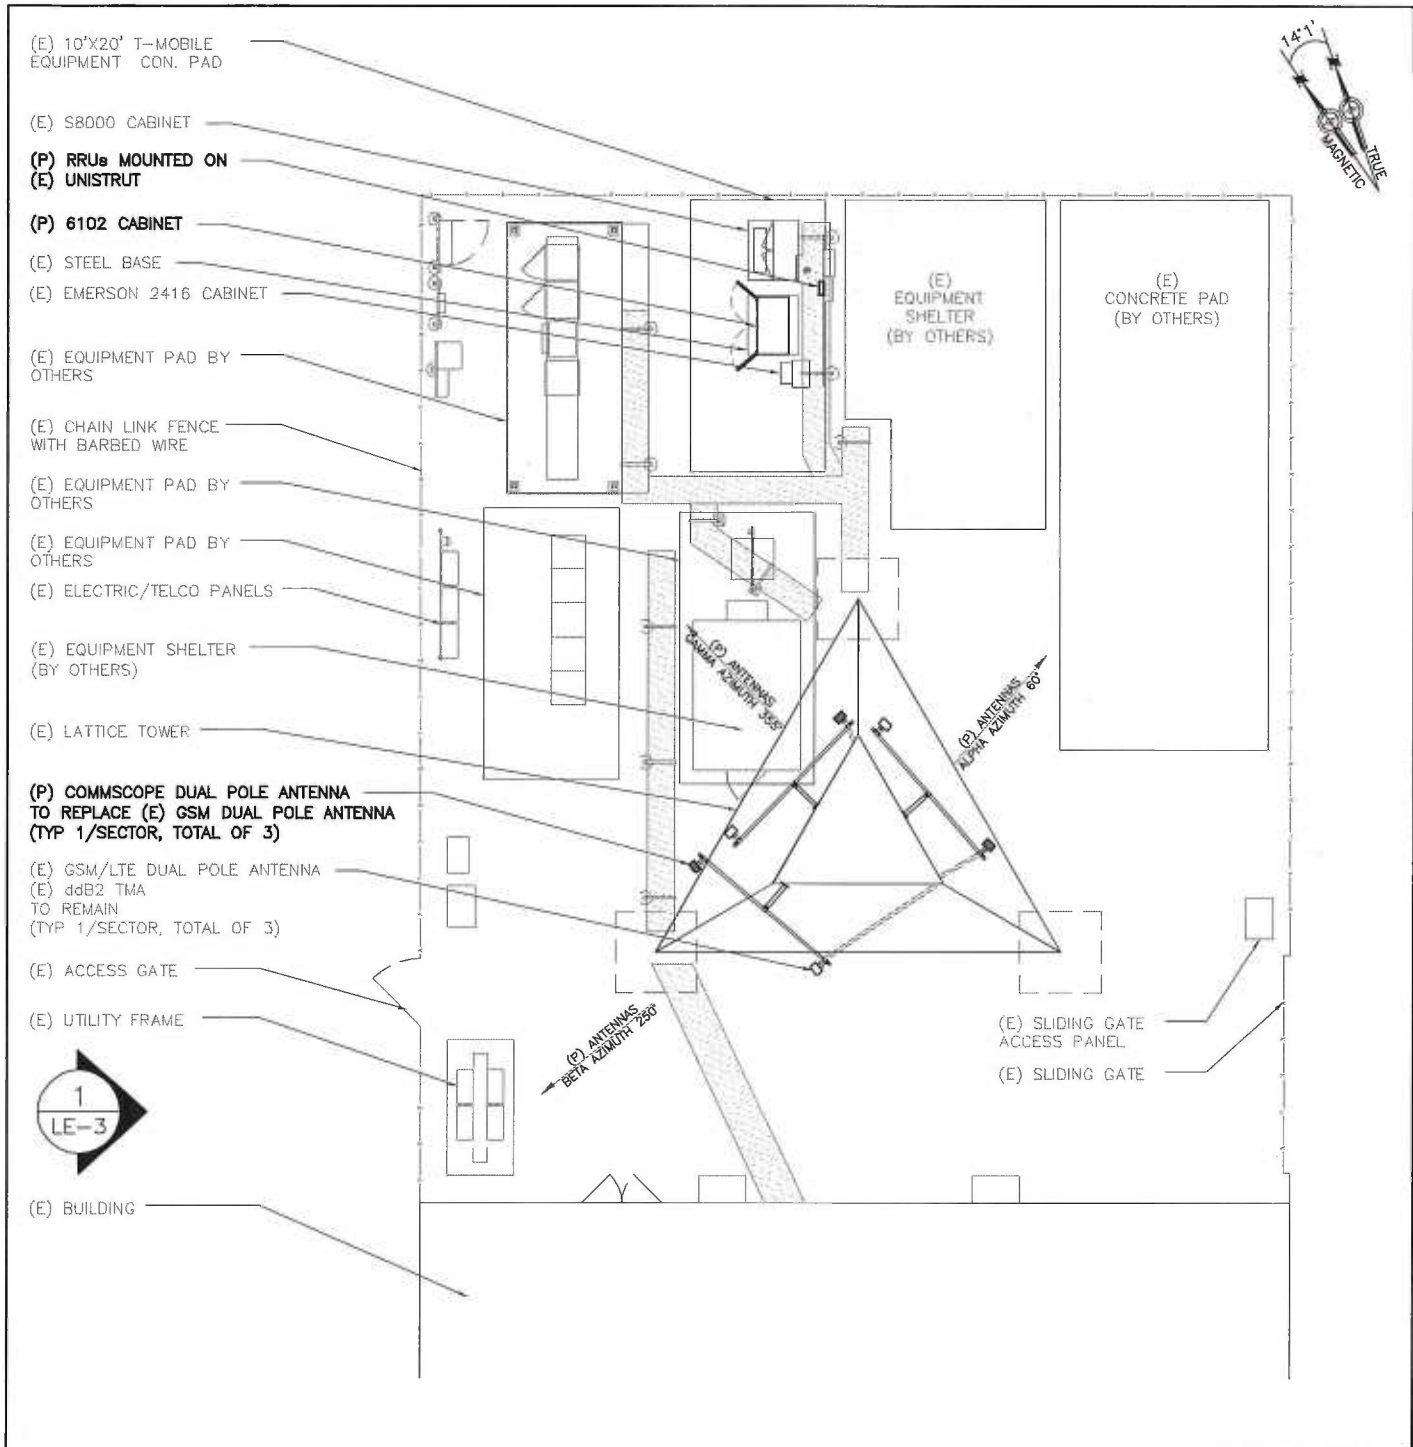 (E) 10'X20' T-MOBILE
EQUIPMENT CON. PAD
(E) S8000 CABINET
(P) RRUs MOUNTED ON
(E) UNISTRUT
(P) 6102 CABINET
(E) STEEL BASE
(E) EMERSON 2416 CABINET
(E) EQUIPMENT PAD BY
OTHERS
(E) CHAIN LINK FENCE
WITH BARBED WIRE
(E) EQUIPMENT PAD BY
OTHERS
(E) EQUIPMENT PAD BY
OTHERS
(E) ELECTRIC/TELCO PANELS
(E) EQUIPMENT SHELTER
(BY OTHERS)
(E) LATTICE TOWER
(P) COMMSCOPE DUAL POLE ANTENNA
TO REPLACE (E) GSM DUAL POLE ANTENNA
(TYP 1/SECTOR, TOTAL OF 3)
(E) GSM/LTE DUAL POLE ANTENNA
(E) ddB2 TMA
TO REMAIN
(TYP 1/SECTOR, TOTAL OF 3)
(E) ACCESS GATE
(E) UTILITY FRAME
1
LE-3
(E) BUILDING
14°1'
MAGNETIC
TRUE
(E)
EQUIPMENT
SHELTER
(BY OTHERS)
(E)
CONCRETE PAD
(BY OTHERS)
(P) ANTENNAS
GAMMA AZIMUTH 335°
(P) ANTENNAS
ALPHA AZIMUTH 60°
(P) ANTENNAS
BETA AZIMUTH 250°
(E) SLIDING GATE
ACCESS PANEL
(E) SLIDING GATE